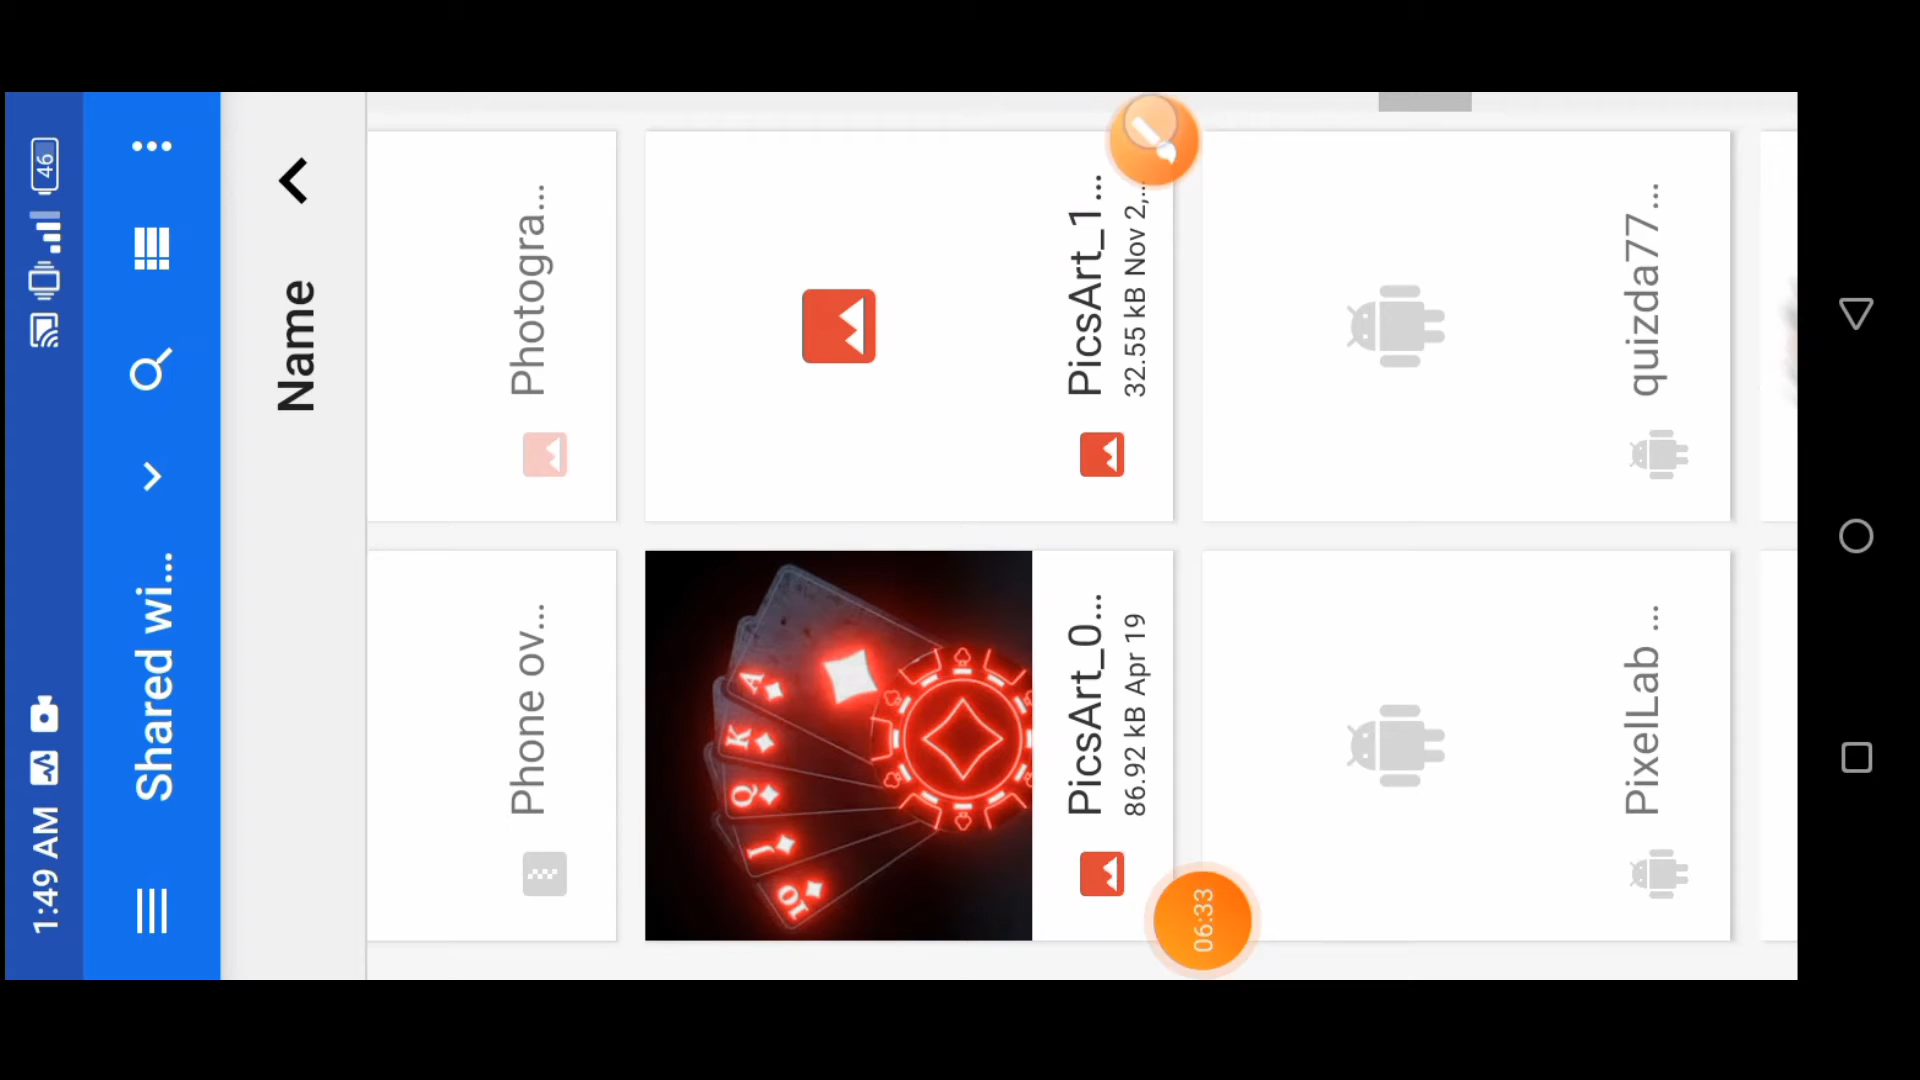 1:49 AM
46
Shared wi...
Name
Phone ov...
Photogra...
A
K
Q
J
10
PicsArt_0...
86.92 kB Apr 19
PicsArt_1...
32.55 kB Nov 2,...
06:33
PixelLab ...
quizda77...